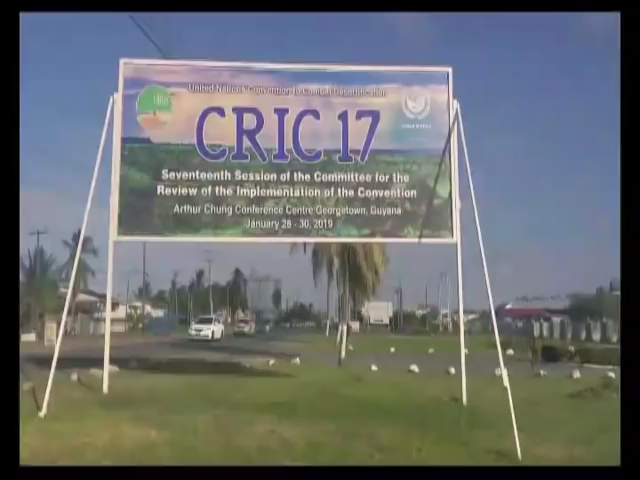 United Nations Convention to Combat Desertification
CRIC 17
Seventeenth Session of the Committee for the
Review of the Implementation of the Convention
Arthur Chung Conference Centre Georgetown, Guyana
January 28 - 30, 2019